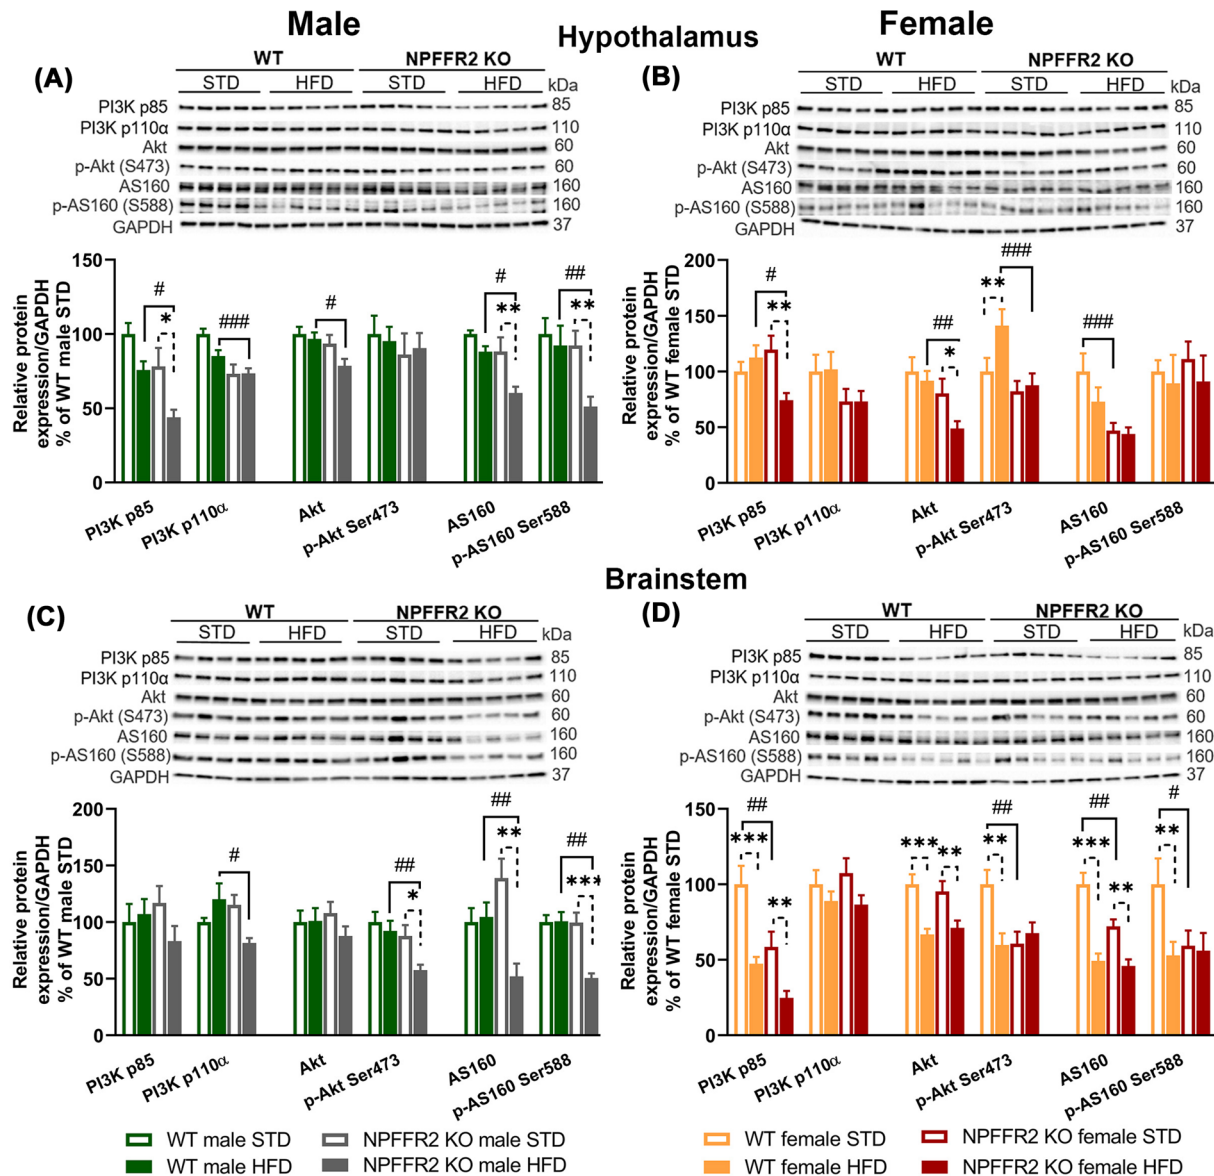 Male
Female
Hypothalamus
(A)
WT NPFFR2 KO
STD HFD STD HFD kDa
PI3K p85 85
PI3K p110α 110
Akt 60
p-Akt (S473) 60
AS160 160
p-AS160 (S588) 160
GAPDH 37
Relative protein
expression/GAPDH
% of WT male STD
150
100
50
0
# * ### # # ** ## **
PI3K p85
PI3K p110α
Akt
p-Akt Ser473
AS160
p-AS160 Ser588
(B)
WT NPFFR2 KO
STD HFD STD HFD kDa
PI3K p85 85
PI3K p110α 110
Akt 60
p-Akt (S473) 60
AS160 160
p-AS160 (S588) 160
GAPDH 37
Relative protein
expression/GAPDH
% of WT female STD
200
150
100
50
0
# ** ## * ** ### ###
PI3K p85
PI3K p110α
Akt
p-Akt Ser473
AS160
p-AS160 Ser588
Brainstem
(C)
WT NPFFR2 KO
STD HFD STD HFD kDa
PI3K p85 85
PI3K p110α 110
Akt 60
p-Akt (S473) 60
AS160 160
p-AS160 (S588) 160
GAPDH 37
Relative protein
expression/GAPDH
% of WT male STD
200
150
100
50
0
# ## * ## ** ## ***
PI3K p85
PI3K p110α
Akt
p-Akt Ser473
AS160
p-AS160 Ser588
(D)
WT NPFFR2 KO
STD HFD STD HFD kDa
PI3K p85 85
PI3K p110α 110
Akt 60
p-Akt (S473) 60
AS160 160
p-AS160 (S588) 160
GAPDH 37
Relative protein
expression/GAPDH
% of WT female STD
150
100
50
0
*** ## ** *** ** ** ## *** ## ** ** #
PI3K p85
PI3K p110α
Akt
p-Akt Ser473
AS160
p-AS160 Ser588
WT male STD NPFFR2 KO male STD
WT male HFD NPFFR2 KO male HFD
WT female STD NPFFR2 KO female STD
WT female HFD NPFFR2 KO female HFD